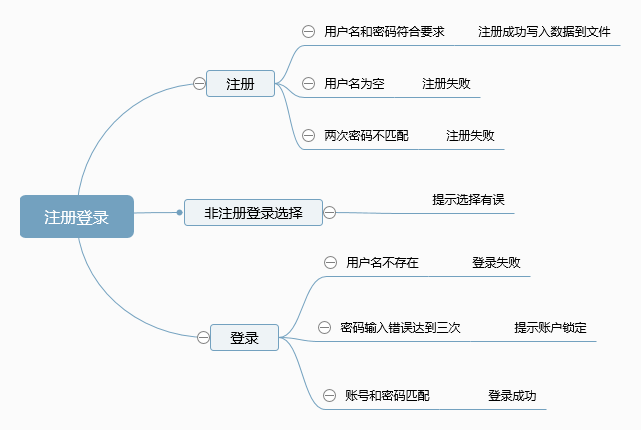 用户名和密码符合要求 注册成功写入数据到文件
注册
用户名为空 注册失败
两次密码不匹配 注册失败
注册登录
非注册登录选择 提示选择有误
用户名不存在 登录失败
登录
密码输入错误达到三次 提示账户锁定
账号和密码匹配 登录成功